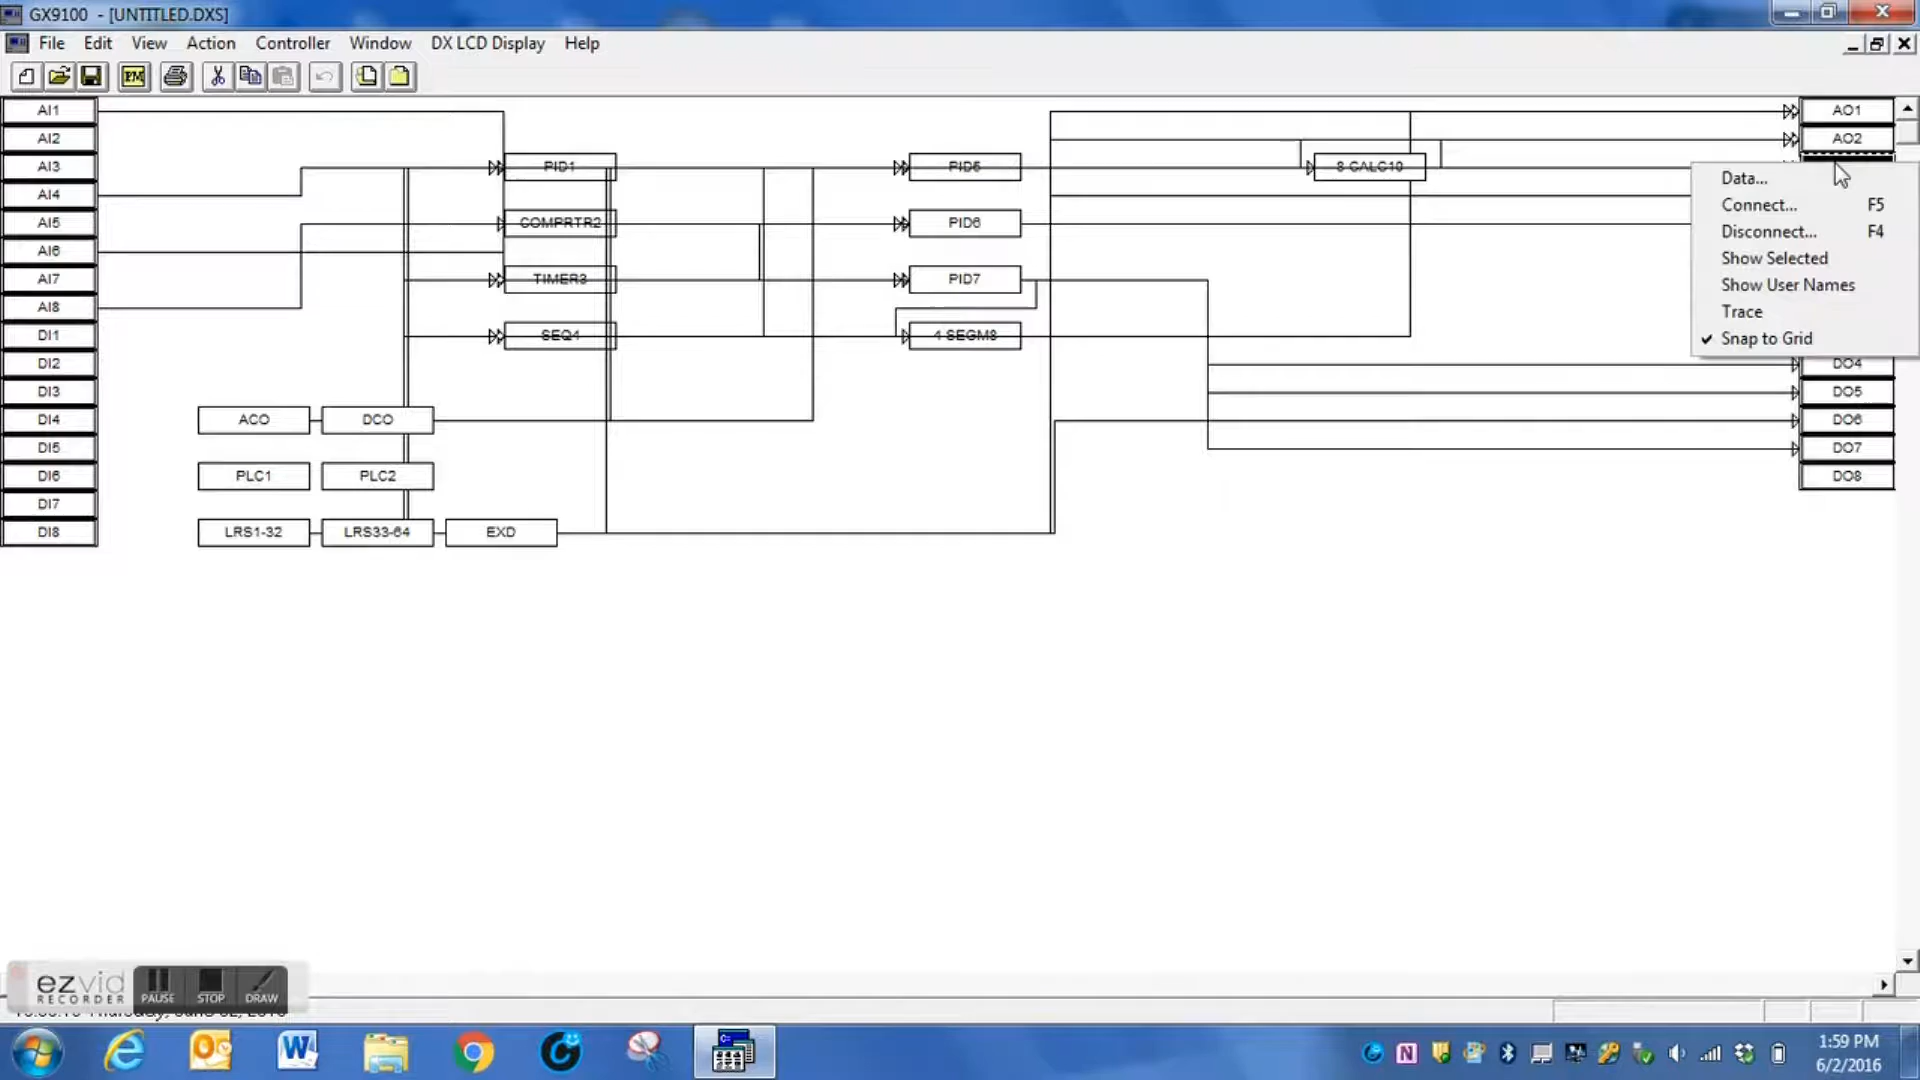 GX9100 - [UNTITLED.DXS]
File Edit View Action Controller Window DX LCD Display Help
PM
AI1
AI2
AI3
AI4
AI5
AI6
AI7
AI8
DI1
DI2
DI3
DI4
DI5
DI6
DI7
DI8
PID1
COMPRTR2
TIMER3
SEQ4
ACO DCO
PLC1 PLC2
LRS1-32 LRS33-64 EXD
PID5
PID6
PID7
4 SEGM8
8 CALC10
AO1
AO2
Data...
Connect... F5
Disconnect... F4
Show Selected
Show User Names
Trace
Snap to Grid
DO4
DO5
DO6
DO7
DO8
ezvid
RECORDER
PAUSE STOP DRAW
1:59 PM
6/2/2016